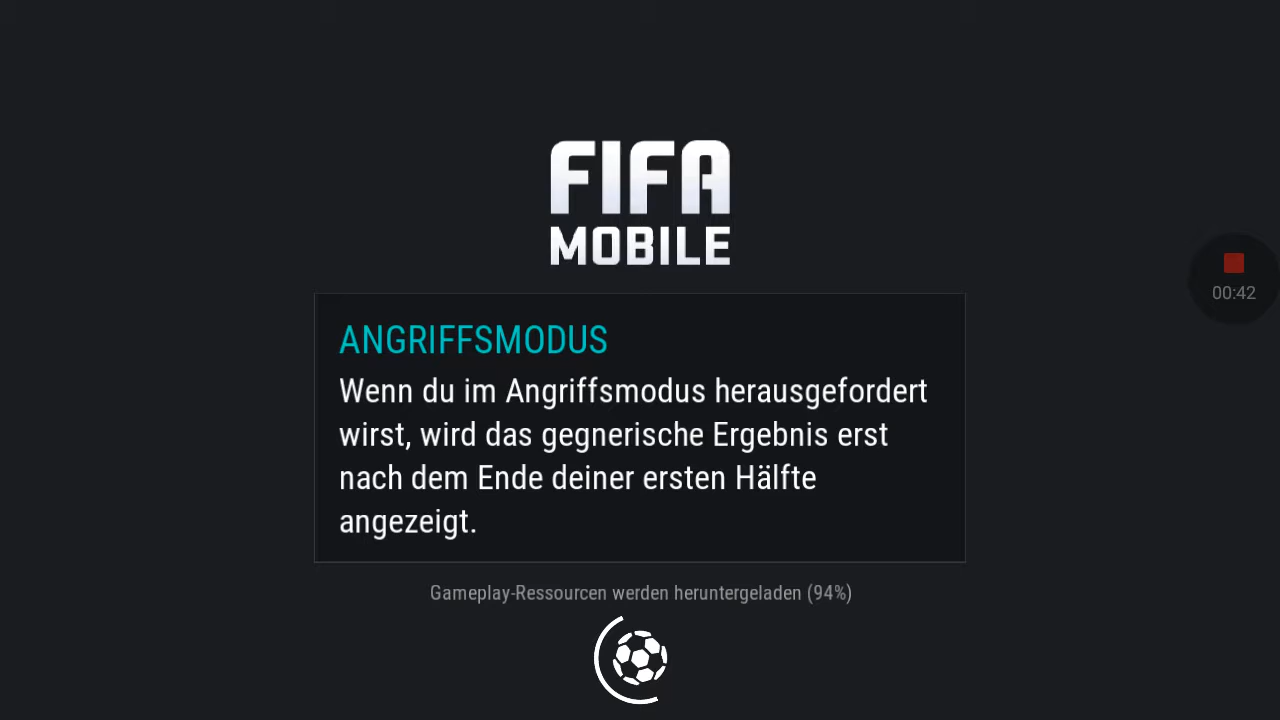 FIFA
MOBILE
ANGRIFFSMODUS
Wenn du im Angriffsmodus herausgefordert
wirst, wird das gegnerische Ergebnis erst
nach dem Ende deiner ersten Hälfte
angezeigt.
00:42
Gameplay-Ressourcen werden heruntergeladen (94%)